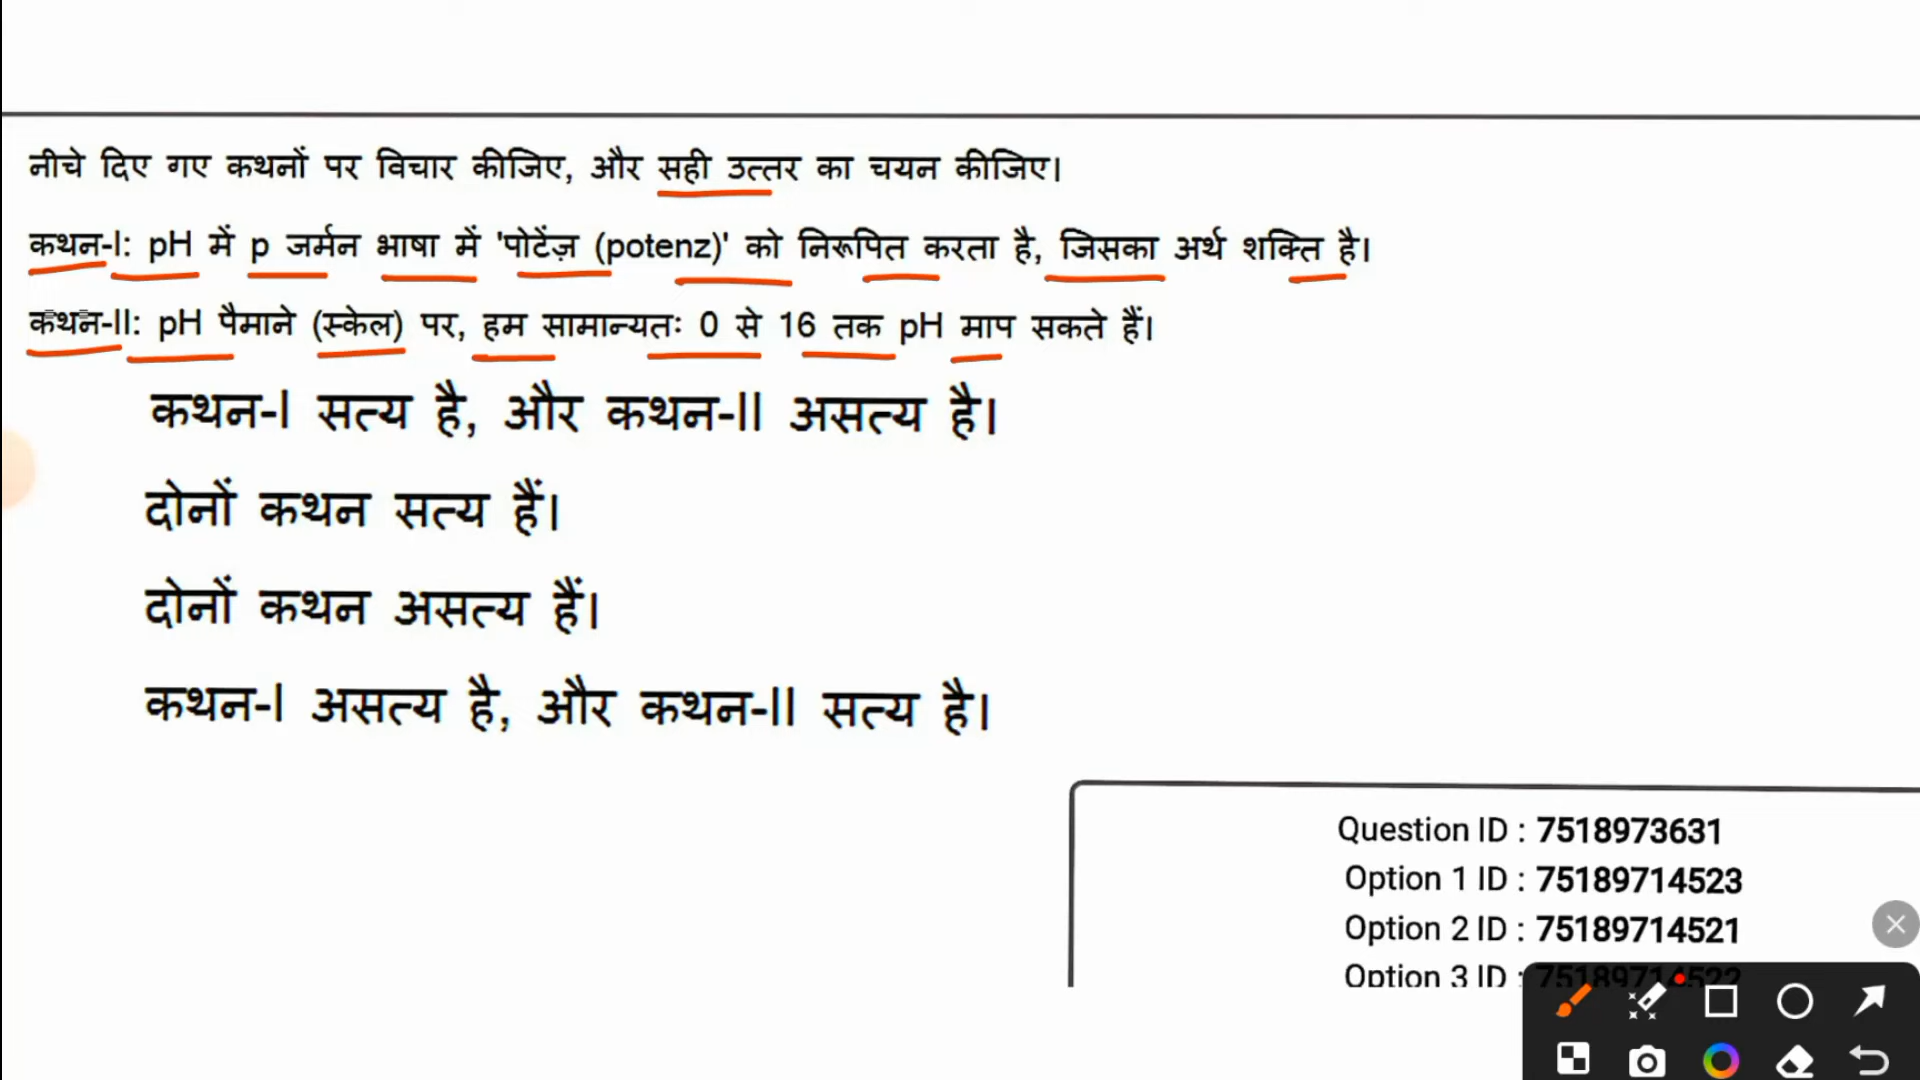 नीचे दिए गए कथनों पर विचार कीजिए, और सही उत्तर का चयन कीजिए।
कथन-I: pH में p जर्मन भाषा में 'पोटेंज़ (potenz)' को निरूपित करता है, जिसका अर्थ शक्ति है।
कथन-II: pH पैमाने (स्केल) पर, हम सामान्यतः 0 से 16 तक pH माप सकते हैं।
कथन-I सत्य है, और कथन-II असत्य है।
दोनों कथन सत्य हैं।
दोनों कथन असत्य हैं।
कथन-I असत्य है, और कथन-II सत्य है।
Question ID : 7518973631
Option 1 ID : 75189714523
Option 2 ID : 75189714521
Option 3 ID : 75189714522